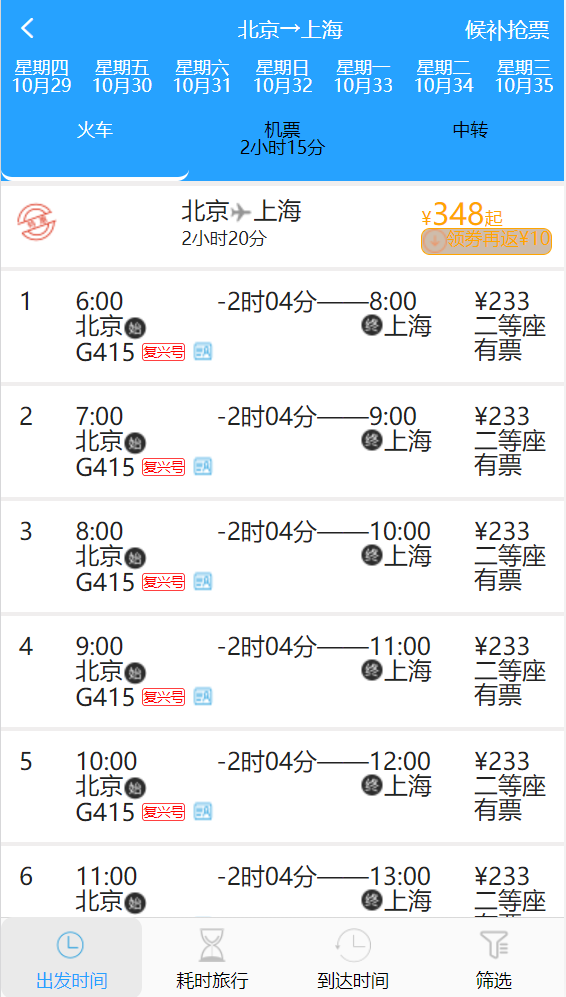 北京→上海 候补抢票
星期四 星期五 星期六 星期日 星期一 星期二 星期三
10月29 10月30 10月31 10月32 10月33 10月34 10月35
火车 机票 中转
2小时15分
北京 上海 ¥348起
2小时20分 领券再返¥10
1 6:00 -2时04分——8:00 ¥233
北京始 终上海 二等座
G415 复兴号 有票
2 7:00 -2时04分——9:00 ¥233
北京始 终上海 二等座
G415 复兴号 有票
3 8:00 -2时04分——10:00 ¥233
北京始 终上海 二等座
G415 复兴号 有票
4 9:00 -2时04分——11:00 ¥233
北京始 终上海 二等座
G415 复兴号 有票
5 10:00 -2时04分——12:00 ¥233
北京始 终上海 二等座
G415 复兴号 有票
6 11:00 -2时04分——13:00 ¥233
北京始 终上海 二等座
出发时间 耗时旅行 到达时间 筛选